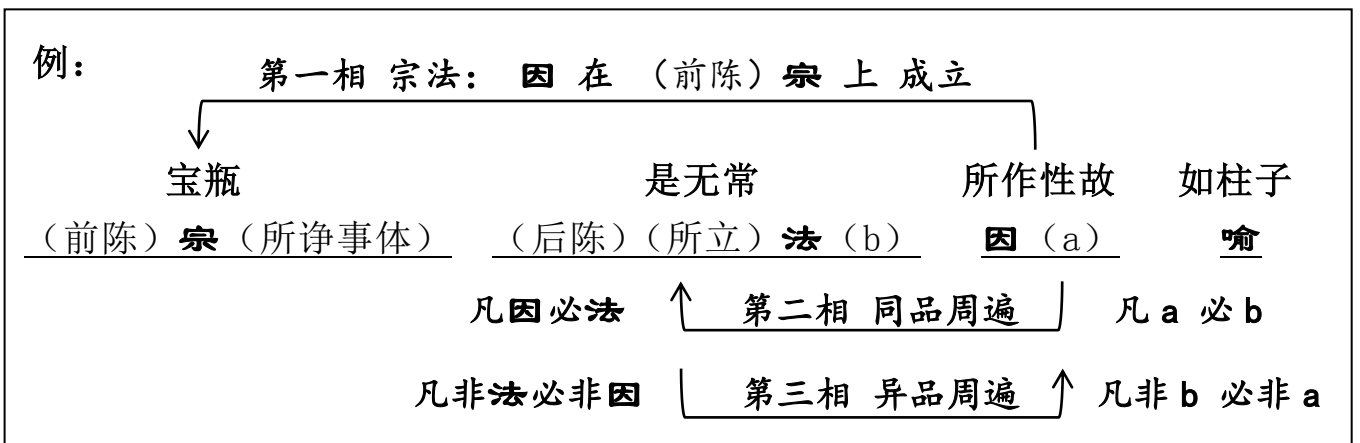 例：
第一相 宗法： 因 在 （前陈）宗 上 成立
宝瓶 是无常 所作性故 如柱子
（前陈）宗（所诤事体） （后陈）（所立）法（b） 因（a） 喻
凡因必法 第二相 同品周遍 凡 a 必 b
凡非法必非因 第三相 异品周遍 凡非 b 必非 a